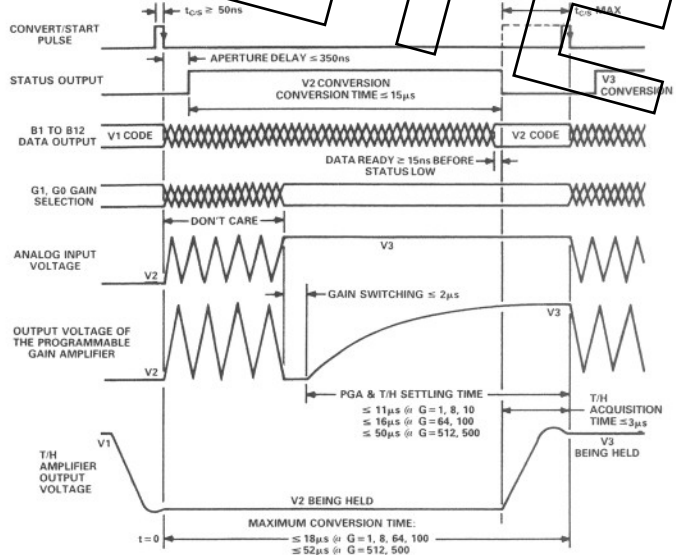 tC/S ≥ 50ns
tC/S MAX
CONVERT/START
PULSE
APERTURE DELAY ≤ 350ns
STATUS OUTPUT
V2 CONVERSION
CONVERSION TIME ≤ 15μs
V3
CONVERSION
B1 TO B12
DATA OUTPUT
V1 CODE
V2 CODE
DATA READY ≥ 15ns BEFORE
STATUS LOW
G1, G0 GAIN
SELECTION
DON'T CARE
ANALOG INPUT
VOLTAGE
V2
V3
GAIN SWITCHING ≤ 2μs
OUTPUT VOLTAGE OF
THE PROGRAMMABLE
GAIN AMPLIFIER
V2
V3
PGA & T/H SETTLING TIME
≤ 11μs @ G = 1, 8, 10
≤ 16μs @ G = 64, 100
≤ 50μs @ G = 512, 500
T/H
ACQUISITION
TIME ≤ 3μs
V1
T/H
AMPLIFIER
OUTPUT
VOLTAGE
V3
BEING HELD
V2 BEING HELD
t = 0
MAXIMUM CONVERSION TIME:
≤ 18μs @ G = 1, 8, 64, 100
≤ 52μs @ G = 512, 500